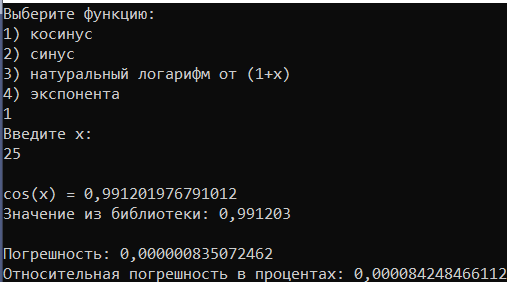 Выберите функцию:
1) косинус
2) синус
3) натуральный логарифм от (1+x)
4) экспонента
1
Введите x:
25
cos(x) = 0,991201976791012
Значение из библиотеки: 0,991203
Погрешность: 0,000000835072462
Относительная погрешность в процентах: 0,000084248466112